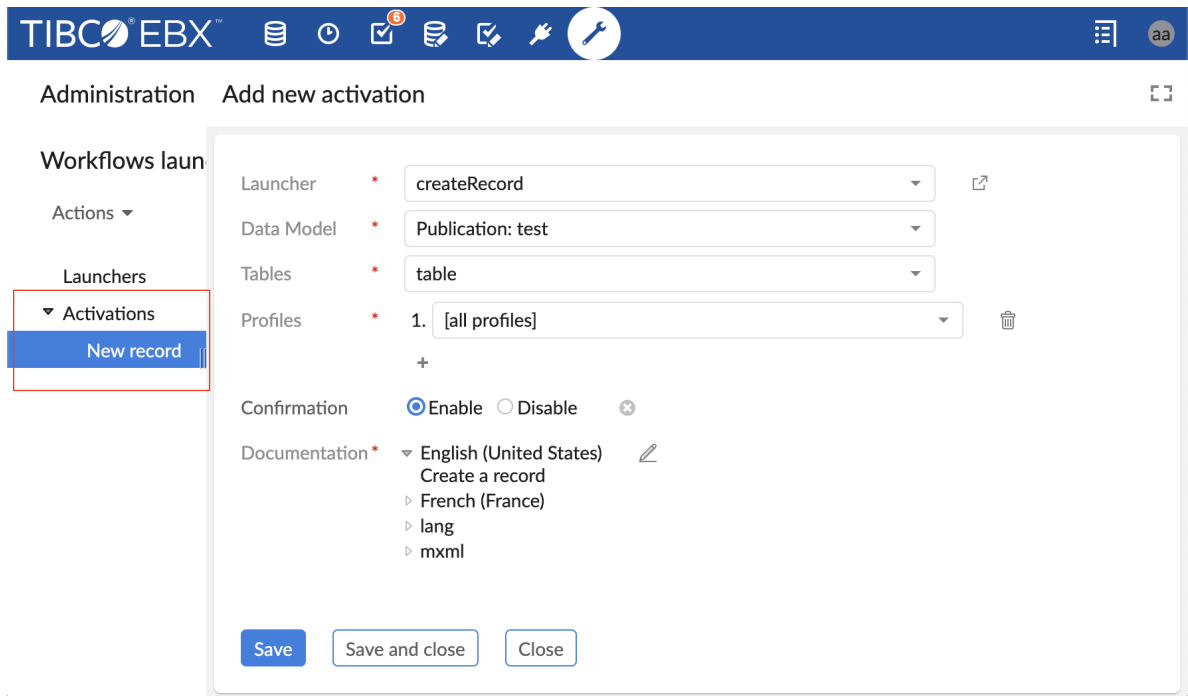 TIBCO® EBX™
6
aa
Administration
Add new activation
Workflows laun
Actions
Launchers
Activations
New record
Launcher *
createRecord
Data Model *
Publication: test
Tables *
table
Profiles *
1. [all profiles]
+
Confirmation
Enable Disable
Documentation *
English (United States)
Create a record
French (France)
lang
mxml
Save
Save and close
Close